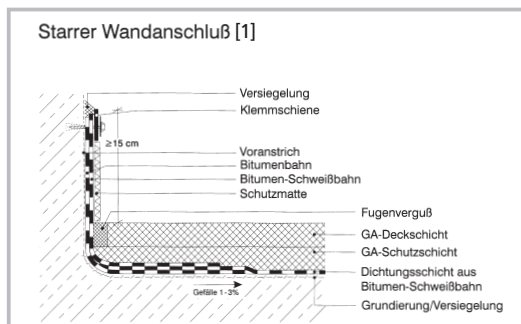 Starrer Wandanschluß [1]
Versiegelung
Klemmschiene
≥15 cm
Voranstrich
Bitumenbahn
Bitumen-Schweißbahn
Schutzmatte
Fugenverguß
GA-Deckschicht
GA-Schutzschicht
Dichtungsschicht aus
Bitumen-Schweißbahn
Gefälle 1-3%
Grundierung/Versiegelung